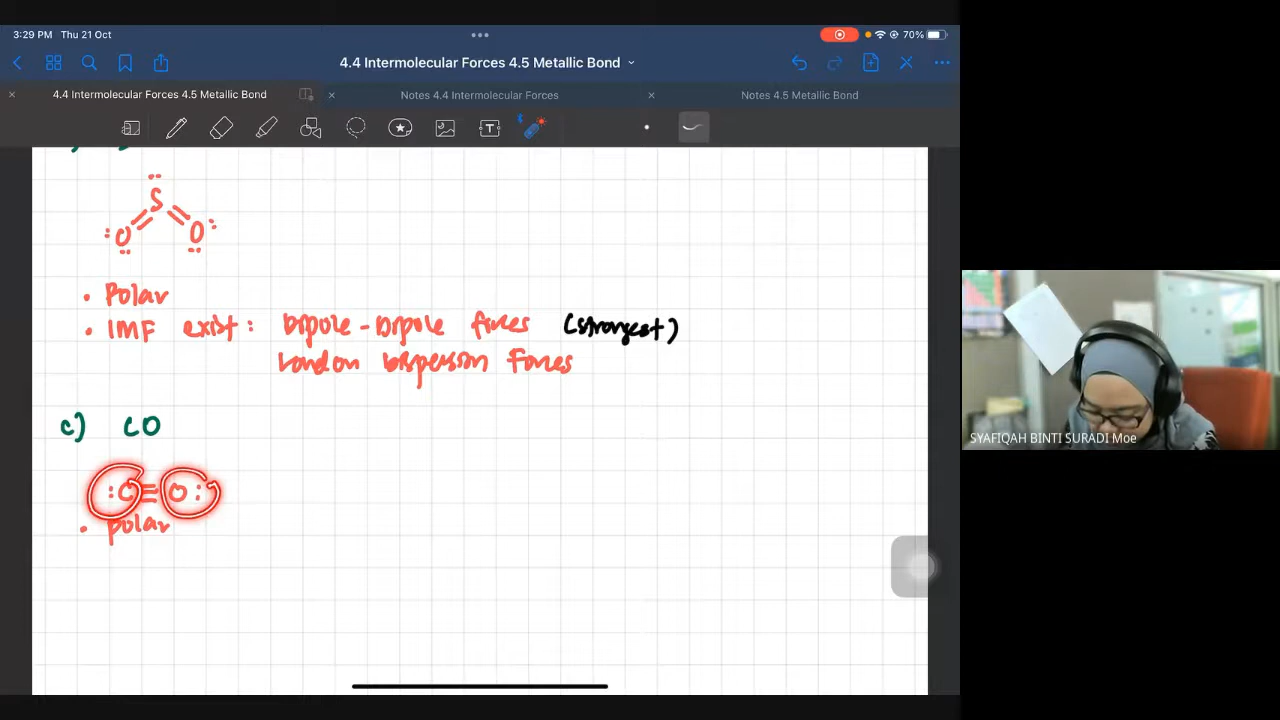 3:29 PM Thu 21 Oct
70%
4.4 Intermolecular Forces 4.5 Metallic Bond
4.4 Intermolecular Forces 4.5 Metallic Bond
Notes 4.4 Intermolecular Forces
Notes 4.5 Metallic Bond
S
O O
• Polar
• IMF exist : Dipole - Dipole forces (strongest)
London Dispersion Forces
c) CO
:C≡O:
• polar
SYAFIQAH BINTI SURADI Moe